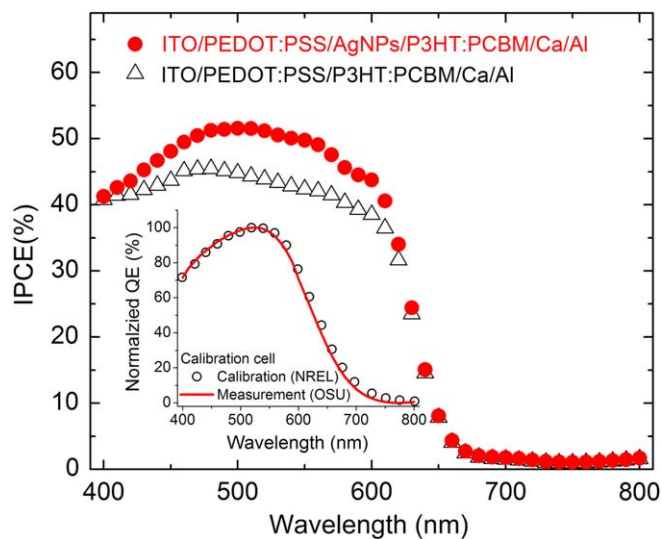 ITO/PEDOT:PSS/AgNPs/P3HT:PCBM/Ca/Al
ITO/PEDOT:PSS/P3HT:PCBM/Ca/Al
IPCE(%)
60
50
40
30
20
10
0
400
500
600
700
800
Wavelength (nm)
Normalzied QE (%)
100
80
60
40
20
0
Calibration cell
Calibration (NREL)
Measurement (OSU)
400
500
600
700
800
Wavelength (nm)